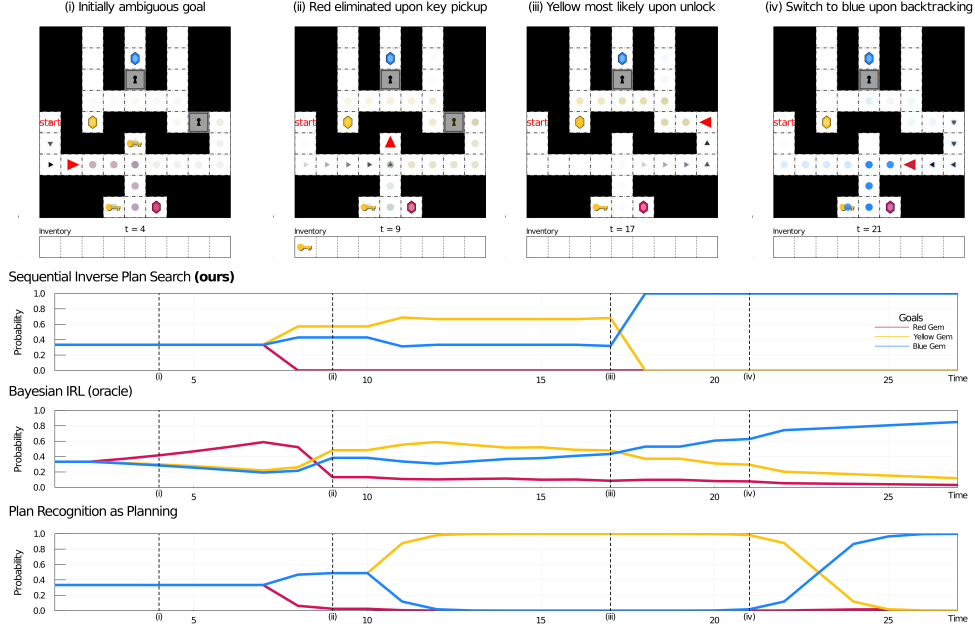 (i) Initially ambiguous goal
(ii) Red eliminated upon key pickup
(iii) Yellow most likely upon unlock
(iv) Switch to blue upon backtracking
start
start
start
start
t = 4
t = 9
t = 17
t = 21
Inventory
Inventory
Inventory
Inventory
Sequential Inverse Plan Search (ours)
Probability
1.0
0.8
0.6
0.4
0.2
0.0
Goals
Red Gem
Yellow Gem
Blue Gem
(i) 5 (ii) 10 15 (iii) 20 (iv) 25 Time
Bayesian IRL (oracle)
Probability
1.0
0.8
0.6
0.4
0.2
0.0
(i) 5 (ii) 10 15 (iii) 20 (iv) 25 Time
Plan Recognition as Planning
Probability
1.0
0.8
0.6
0.4
0.2
0.0
(i) 5 (ii) 10 15 (iii) 20 (iv) 25 Time